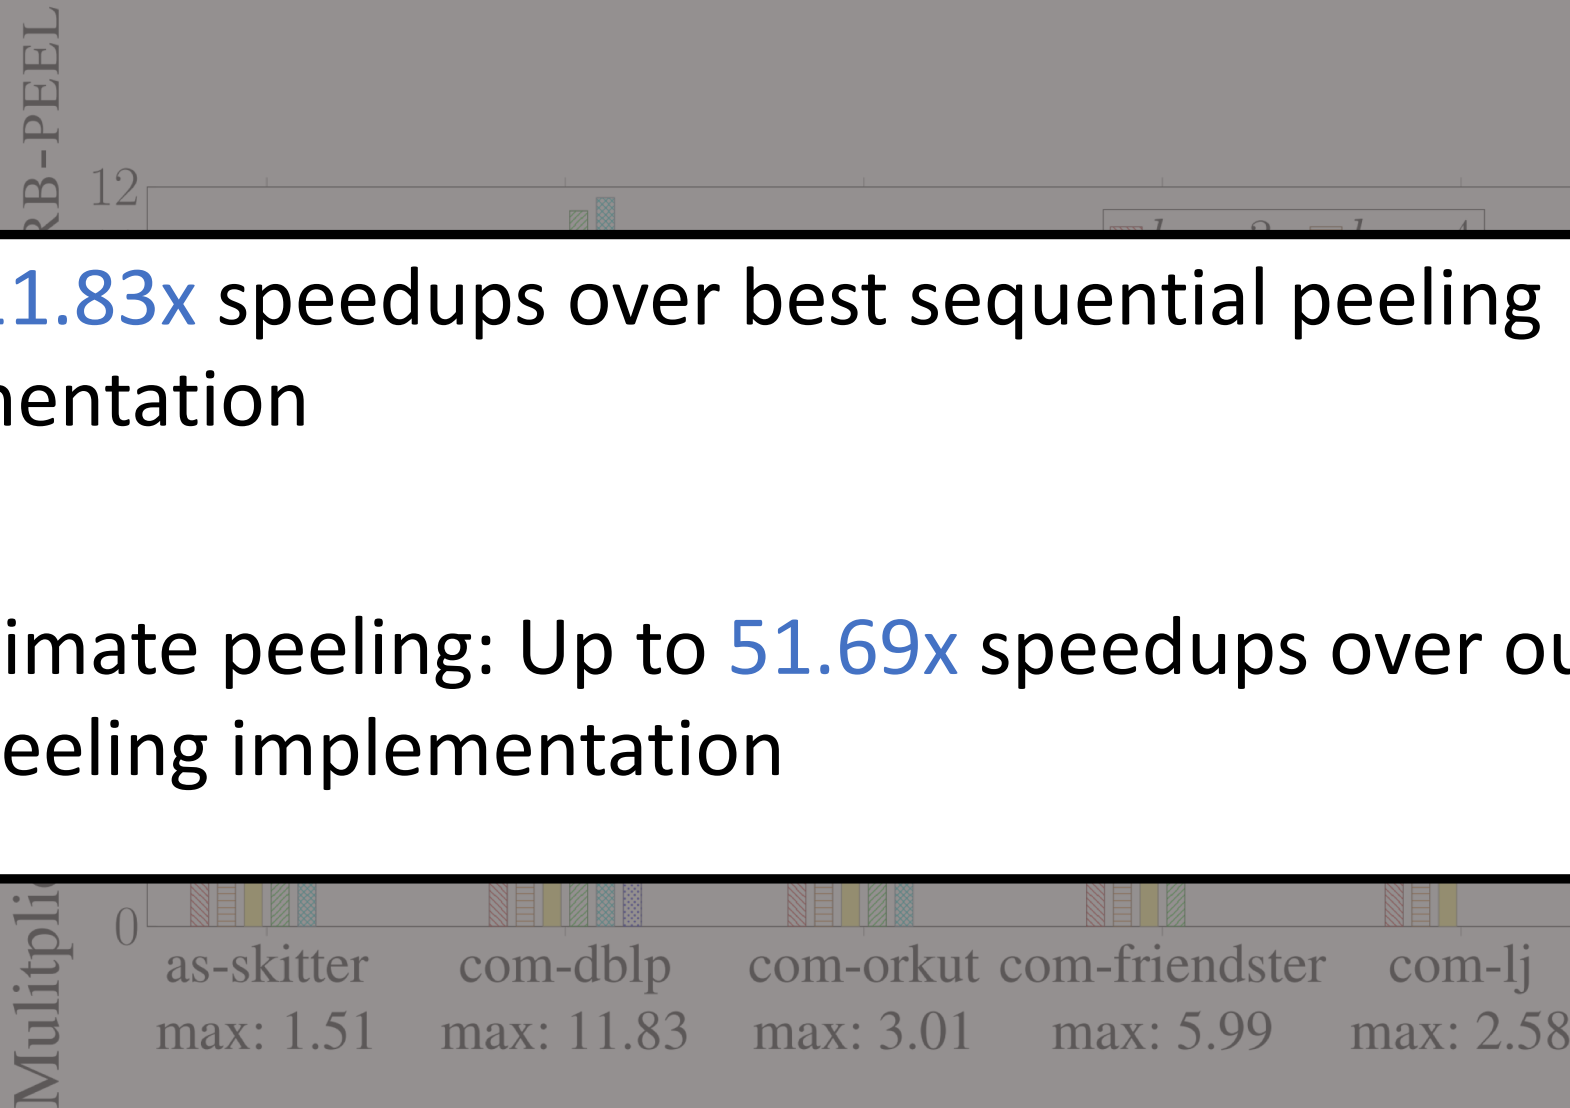 RB-PEEL
12
11.83x speedups over best sequential peeling
mentation
imate peeling: Up to 51.69x speedups over ou
eeling implementation
Mulitpli
0
as-skitter com-dblp com-orkut com-friendster com-lj
max: 1.51 max: 11.83 max: 3.01 max: 5.99 max: 2.58